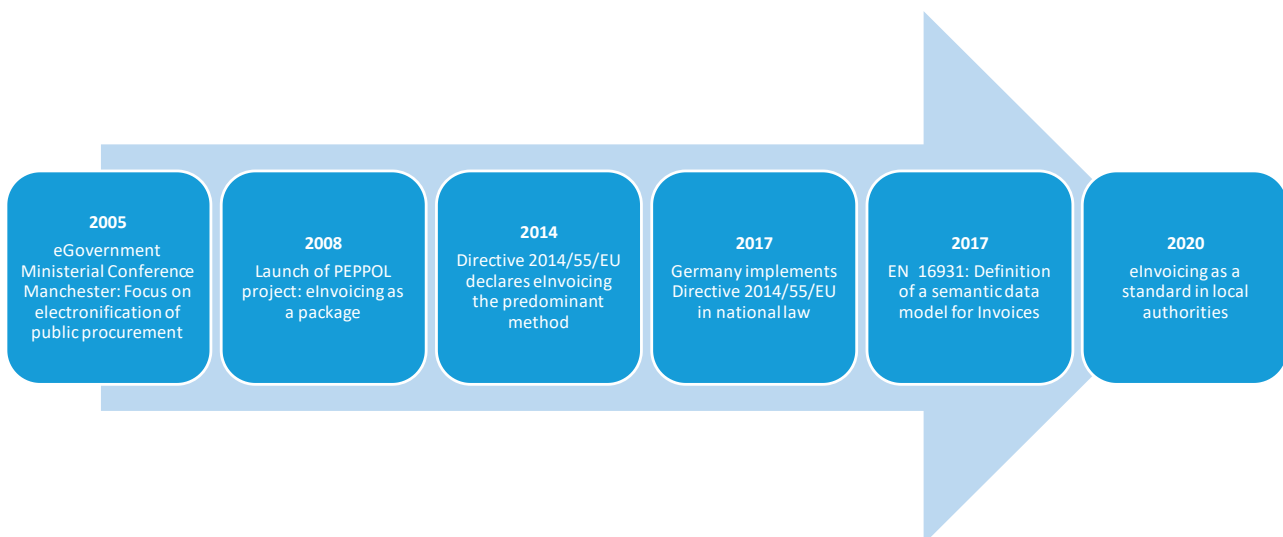 2005
eGovernment
Ministerial Conference
Manchester: Focus on
electronification of
public procurement
2008
Launch of PEPPOL
project: eInvoicing as
a package
2014
Directive 2014/55/EU
declares eInvoicing
the predominant
method
2017
Germany implements
Directive 2014/55/EU
in national law
2017
EN 16931: Definition
of a semantic data
model for Invoices
2020
eInvoicing as a
standard in local
authorities